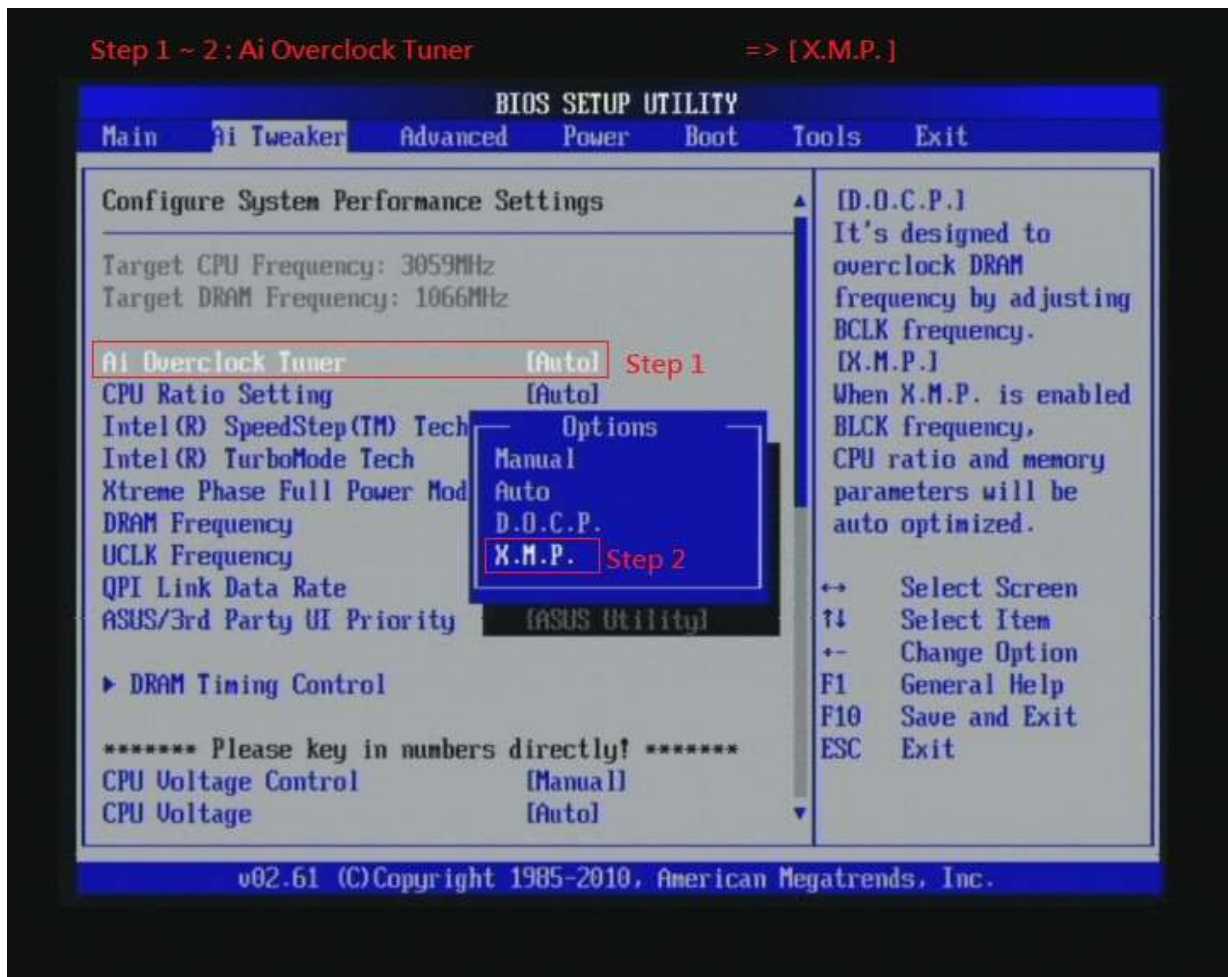 Step 1 ~ 2 : Ai Overclock Tuner => [ X.M.P. ]
BIOS SETUP UTILITY
Main Ai Tweaker Advanced Power Boot Tools Exit
Configure System Performance Settings
Target CPU Frequency: 3059MHz
Target DRAM Frequency: 1066MHz
Ai Overclock Tuner [Auto] Step 1
CPU Ratio Setting [Auto]
Intel(R) SpeedStep(TM) Tech
Intel(R) TurboMode Tech
Xtreme Phase Full Power Mod
DRAM Frequency
UCLK Frequency
QPI Link Data Rate
ASUS/3rd Party UI Priority [ASUS Utility]
Options
Manual
Auto
D.O.C.P.
X.M.P. Step 2
▶ DRAM Timing Control
******* Please key in numbers directly! *******
CPU Voltage Control [Manual]
CPU Voltage [Auto]
[D.O.C.P.]
It's designed to
overclock DRAM
frequency by adjusting
BCLK frequency.
[X.M.P.]
When X.M.P. is enabled
BLCK frequency,
CPU ratio and memory
parameters will be
auto optimized.
↔ Select Screen
↑↓ Select Item
+- Change Option
F1 General Help
F10 Save and Exit
ESC Exit
v02.61 (C)Copyright 1985-2010, American Megatrends, Inc.